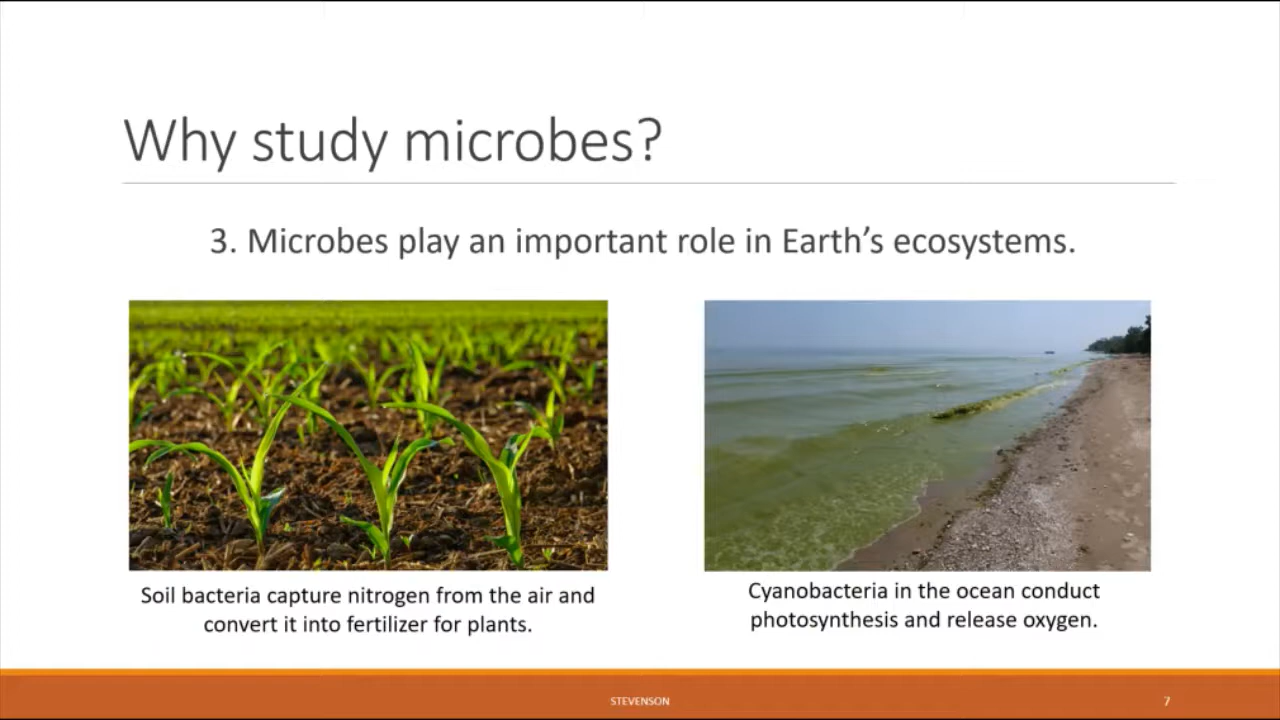 Why study microbes?
3. Microbes play an important role in Earth’s ecosystems.
Soil bacteria capture nitrogen from the air and
convert it into fertilizer for plants.
Cyanobacteria in the ocean conduct
photosynthesis and release oxygen.
STEVENSON
7